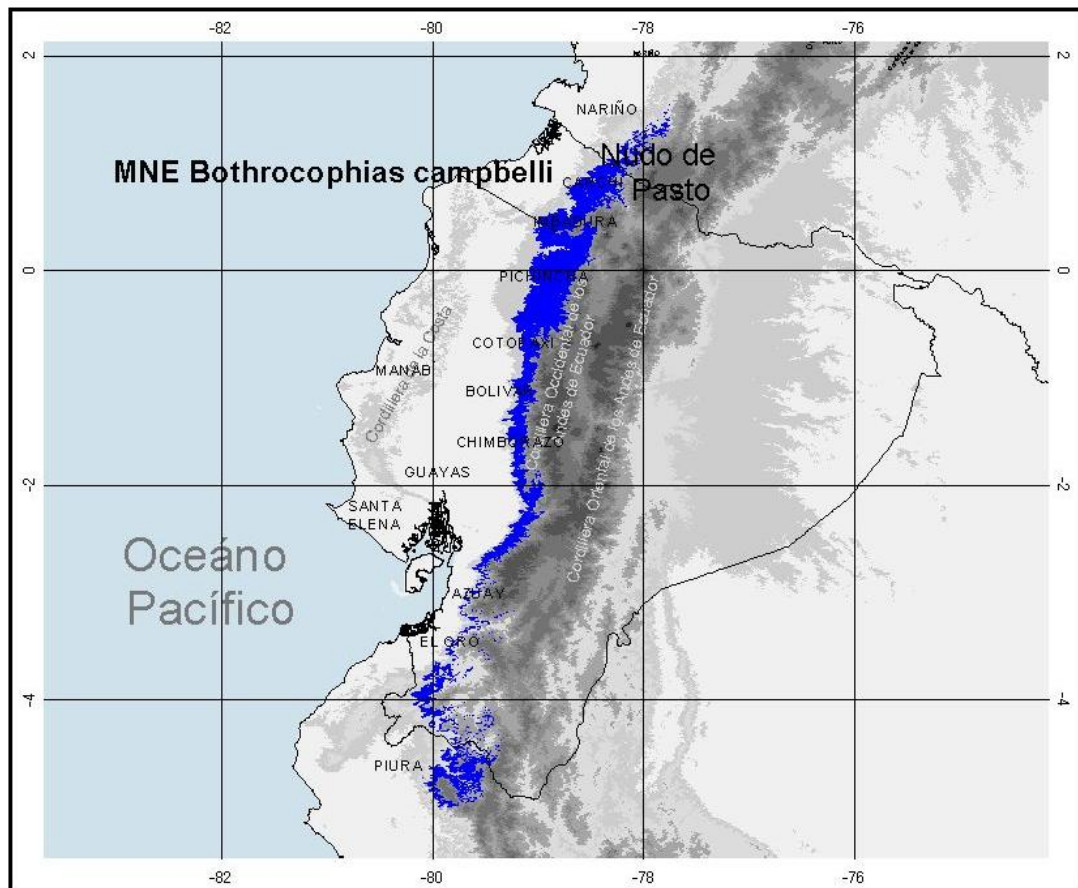 -82 -80 -78 -76
2 2
NARIÑO
MNE Bothrocophias campbelli
Nudo de
Pasto
0 0
PICHINCHA
COTOPAXI
MANABI
BOLIVAR
Cordillera de la Costa
Cordillera Occidental de los
Andes de Ecuador
Cordillera Oriental de los Andes de Ecuador
CHIMBORAZO
GUAYAS
-2 -2
SANTA
ELENA
Oceáno
Pacífico
AZUAY
EL ORO
-4 -4
PIURA
-82 -80 -78 -76